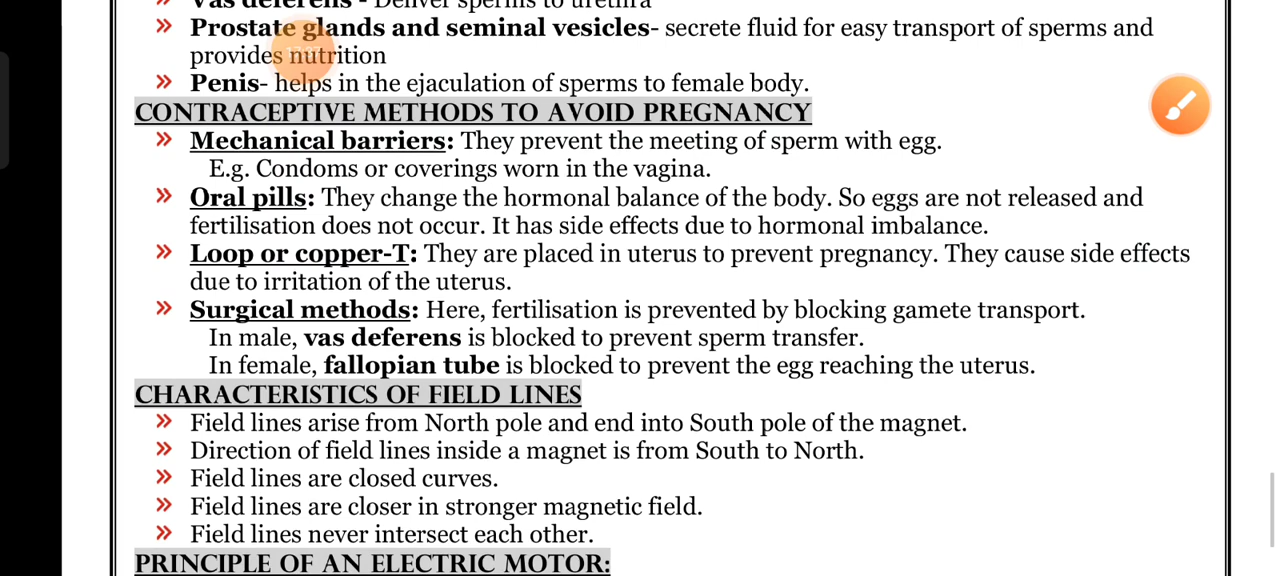 Vas deferens - Deliver sperms to urethra
» Prostate glands and seminal vesicles- secrete fluid for easy transport of sperms and
provides nutrition
» Penis- helps in the ejaculation of sperms to female body.
CONTRACEPTIVE METHODS TO AVOID PREGNANCY
» Mechanical barriers: They prevent the meeting of sperm with egg.
E.g. Condoms or coverings worn in the vagina.
» Oral pills: They change the hormonal balance of the body. So eggs are not released and
fertilisation does not occur. It has side effects due to hormonal imbalance.
» Loop or copper-T: They are placed in uterus to prevent pregnancy. They cause side effects
due to irritation of the uterus.
» Surgical methods: Here, fertilisation is prevented by blocking gamete transport.
In male, vas deferens is blocked to prevent sperm transfer.
In female, fallopian tube is blocked to prevent the egg reaching the uterus.
CHARACTERISTICS OF FIELD LINES
» Field lines arise from North pole and end into South pole of the magnet.
» Direction of field lines inside a magnet is from South to North.
» Field lines are closed curves.
» Field lines are closer in stronger magnetic field.
» Field lines never intersect each other.
PRINCIPLE OF AN ELECTRIC MOTOR: